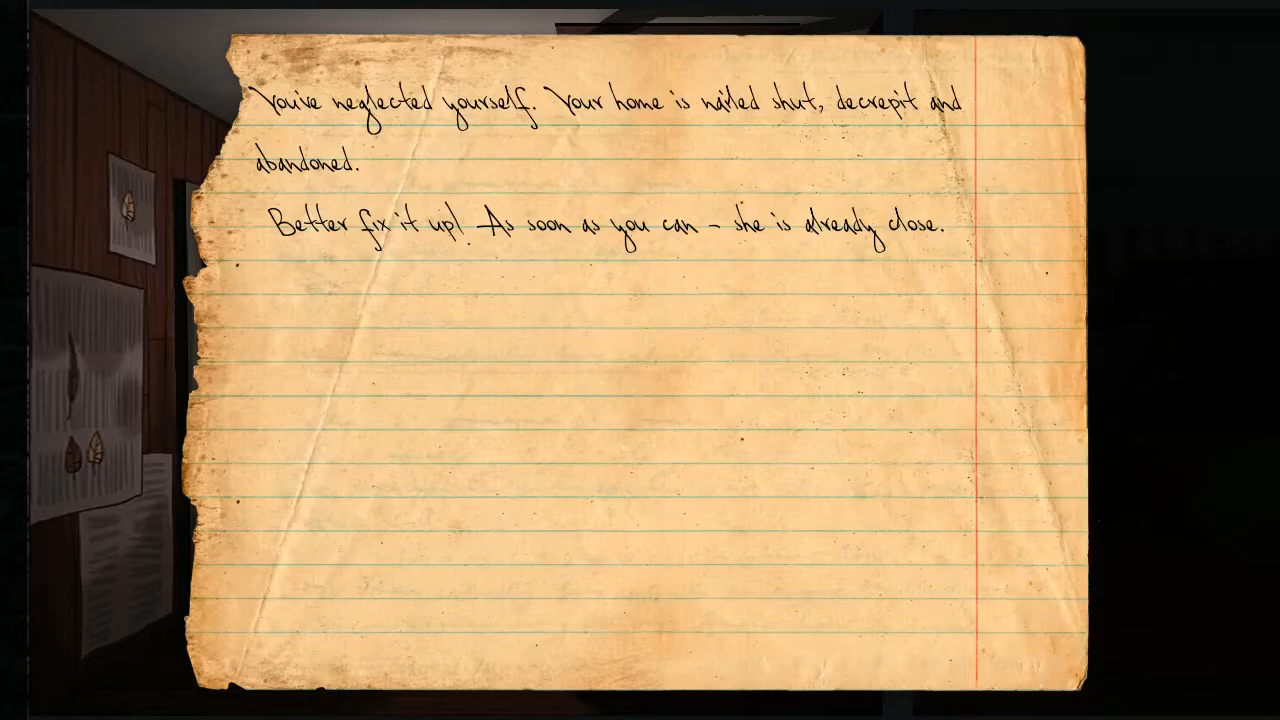 You've neglected yourself. Your home is nailed shut, decrepit and
abandoned.
Better fix it up! As soon as you can - she is already close.